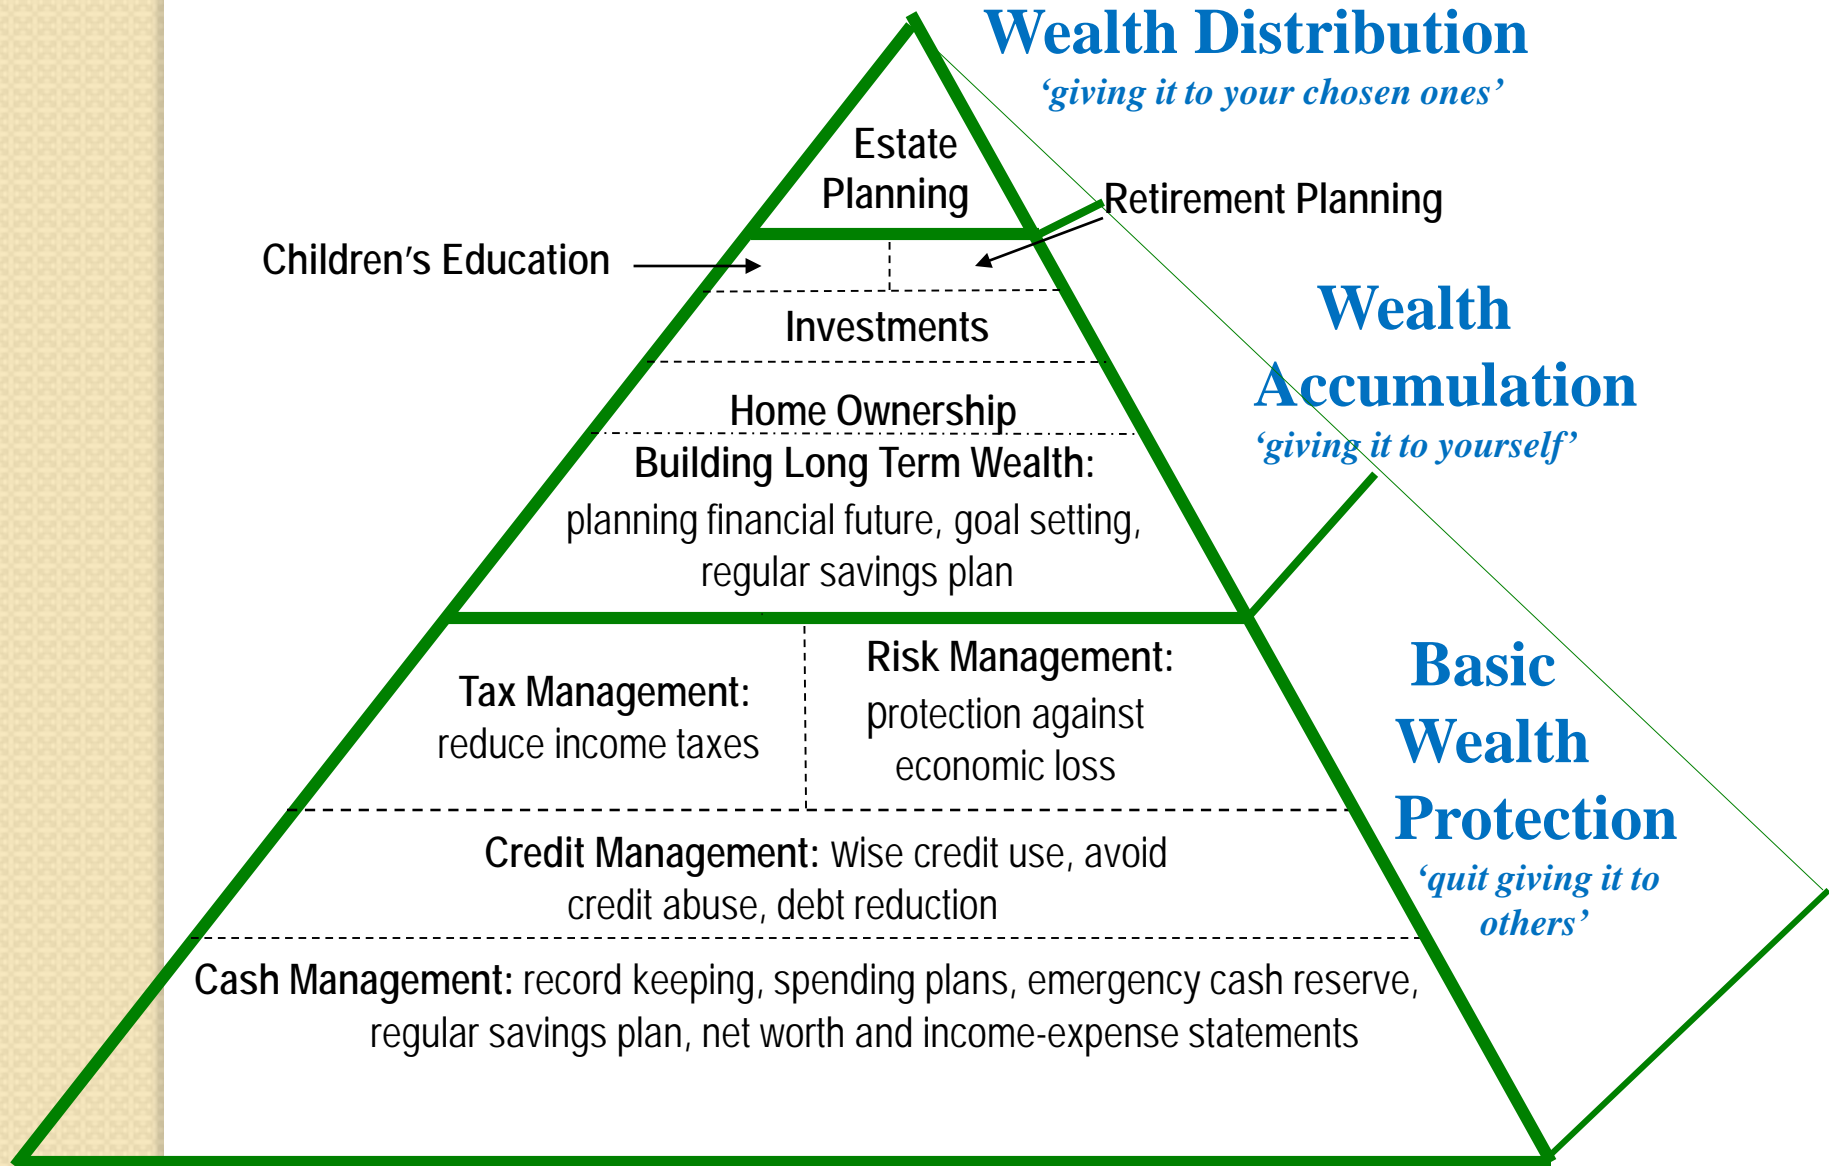 Wealth Distribution
‘giving it to your chosen ones’
Estate
Planning
Retirement Planning
Children’s Education
Investments
Wealth
Accumulation
‘giving it to yourself’
Home Ownership
Building Long Term Wealth:
planning financial future, goal setting,
regular savings plan
Tax Management:
reduce income taxes
Risk Management:
protection against
economic loss
Basic
Wealth
Protection
‘quit giving it to
others’
Credit Management: wise credit use, avoid
credit abuse, debt reduction
Cash Management: record keeping, spending plans, emergency cash reserve,
regular savings plan, net worth and income-expense statements